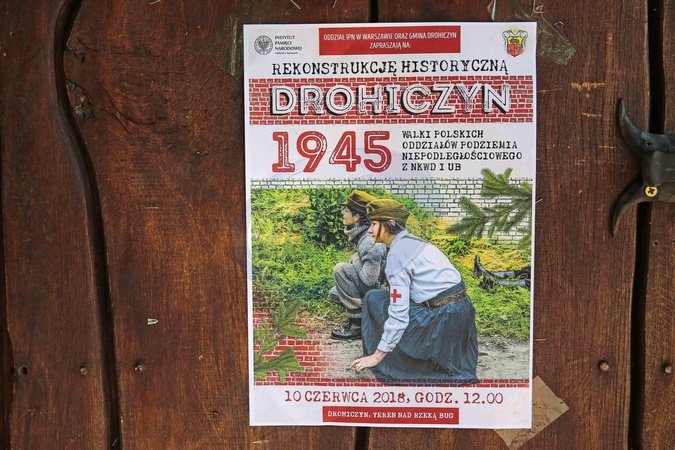 INSTYTUT
PAMIĘCI
NARODOWEJ
ODDZIAŁ IPN W WARSZAWIE ORAZ GMINA DROHICZYN
ZAPRASZAJĄ NA:
REKONSTRUKCJĘ HISTORYCZNĄ
DROHICZYN
1945
WALKI POLSKICH
ODDZIAŁÓW PODZIEMIA
NIEPODLEGŁOŚCIOWEGO
Z NKWD I UB
10 CZERWCA 2018, GODZ. 12.00
DROHICZYN, TEREN NAD RZEKĄ BUG